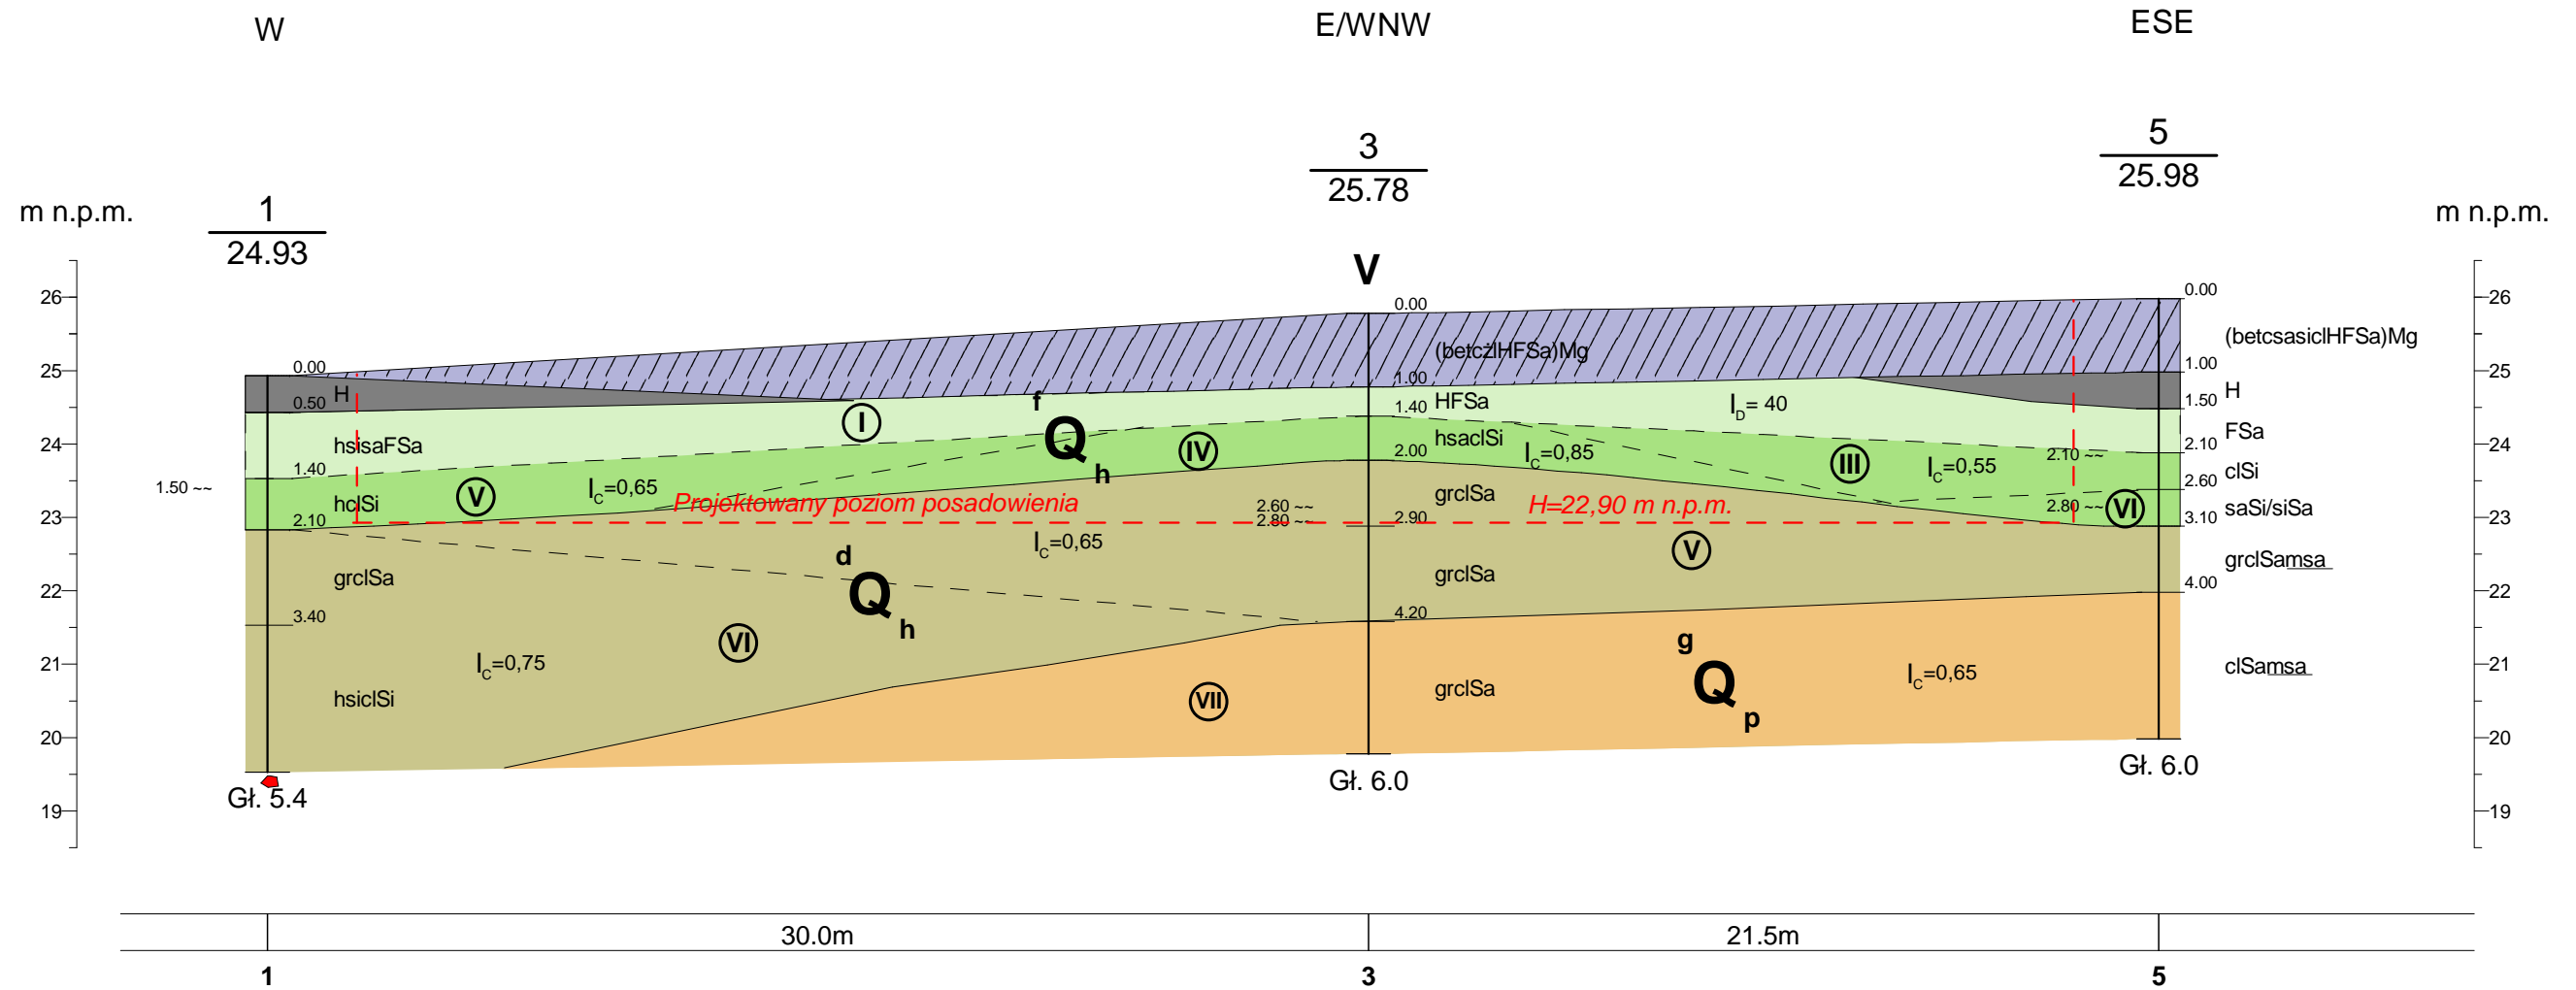 W
E/WNW
ESE
3
25.78
5
25.98
1
24.93
m n.p.m.
m n.p.m.
V
26
25
24
23
22
21
20
19
26
25
24
23
22
21
20
19
0.00
H
0.50
hsisaFSa
1.40
1.50 ~~
hclSi
2.10
grclSa
3.40
hsiclSi
Gł. 5.4
0.00
(betcżlHFSa)Mg
1.00
HFSa
1.40
hsaclSi
2.00
grclSa
2.60 ~~
2.80 ~~
2.90
grclSa
4.20
grclSa
Gł. 6.0
0.00
(betcsasiclHFSa)Mg
1.00
H
1.50
FSa
2.10
2.10 ~~
clSi
2.60
saSi/siSa
2.80 ~~
3.10
grclSamsa
4.00
clSamsa
Gł. 6.0
I
f
Q
h
ID= 40
IV
IC=0,85
III
IC=0,55
V
IC=0,65
VI
Projektowany poziom posadowienia
H=22,90 m n.p.m.
IC=0,65
V
d
Q
h
VI
IC=0,75
VII
g
Q
p
IC=0,65
30.0m
21.5m
1
3
5